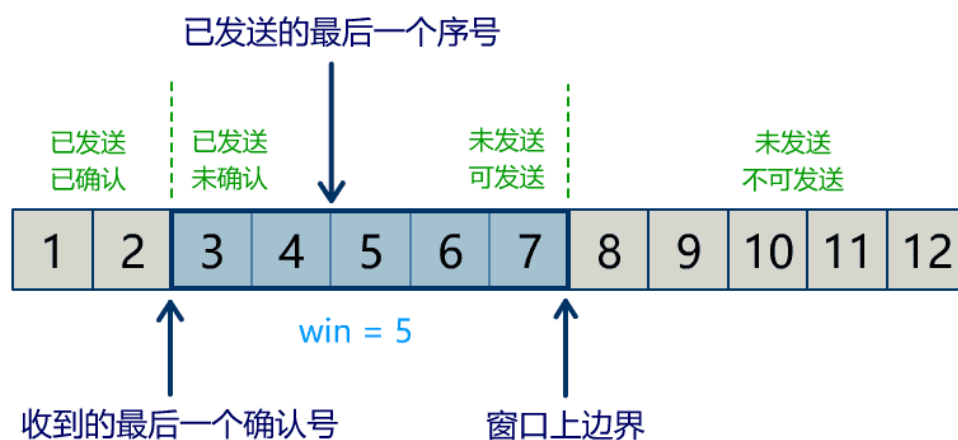 已发送的最后一个序号
已发送
已确认
已发送
未确认
未发送
可发送
未发送
不可发送
1 2 3 4 5 6 7 8 9 10 11 12
win = 5
收到的最后一个确认号
窗口上边界